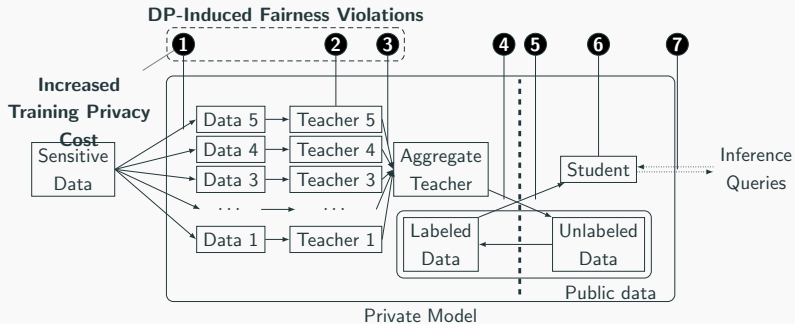 DP-Induced Fairness Violations
1 2 3 4 5 6 7
Increased
Training Privacy
Cost
Sensitive
Data
Data 5
Teacher 5
Data 4
Teacher 4
Data 3
Teacher 3
· · ·
· · ·
Data 1
Teacher 1
Aggregate
Teacher
Student
Inference
Queries
Labeled
Data
Unlabeled
Data
Public data
Private Model